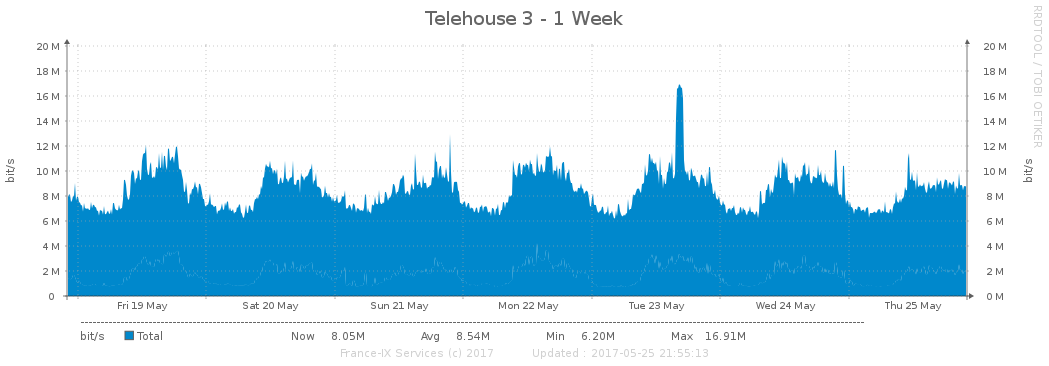 Telehouse 3 - 1 Week
RRDTOOL / TOBI OETIKER
bit/s
20 M 20 M
18 M 18 M
16 M 16 M
14 M 14 M
12 M 12 M
10 M 10 M
8 M 8 M
6 M 6 M
4 M 4 M
2 M 2 M
0 0 M
bit/s
Fri 19 May Sat 20 May Sun 21 May Mon 22 May Tue 23 May Wed 24 May Thu 25 May
bit/s Total Now 8.05M Avg 8.54M Min 6.20M Max 16.91M
France-IX Services (c) 2017 Updated : 2017-05-25 21:55:13